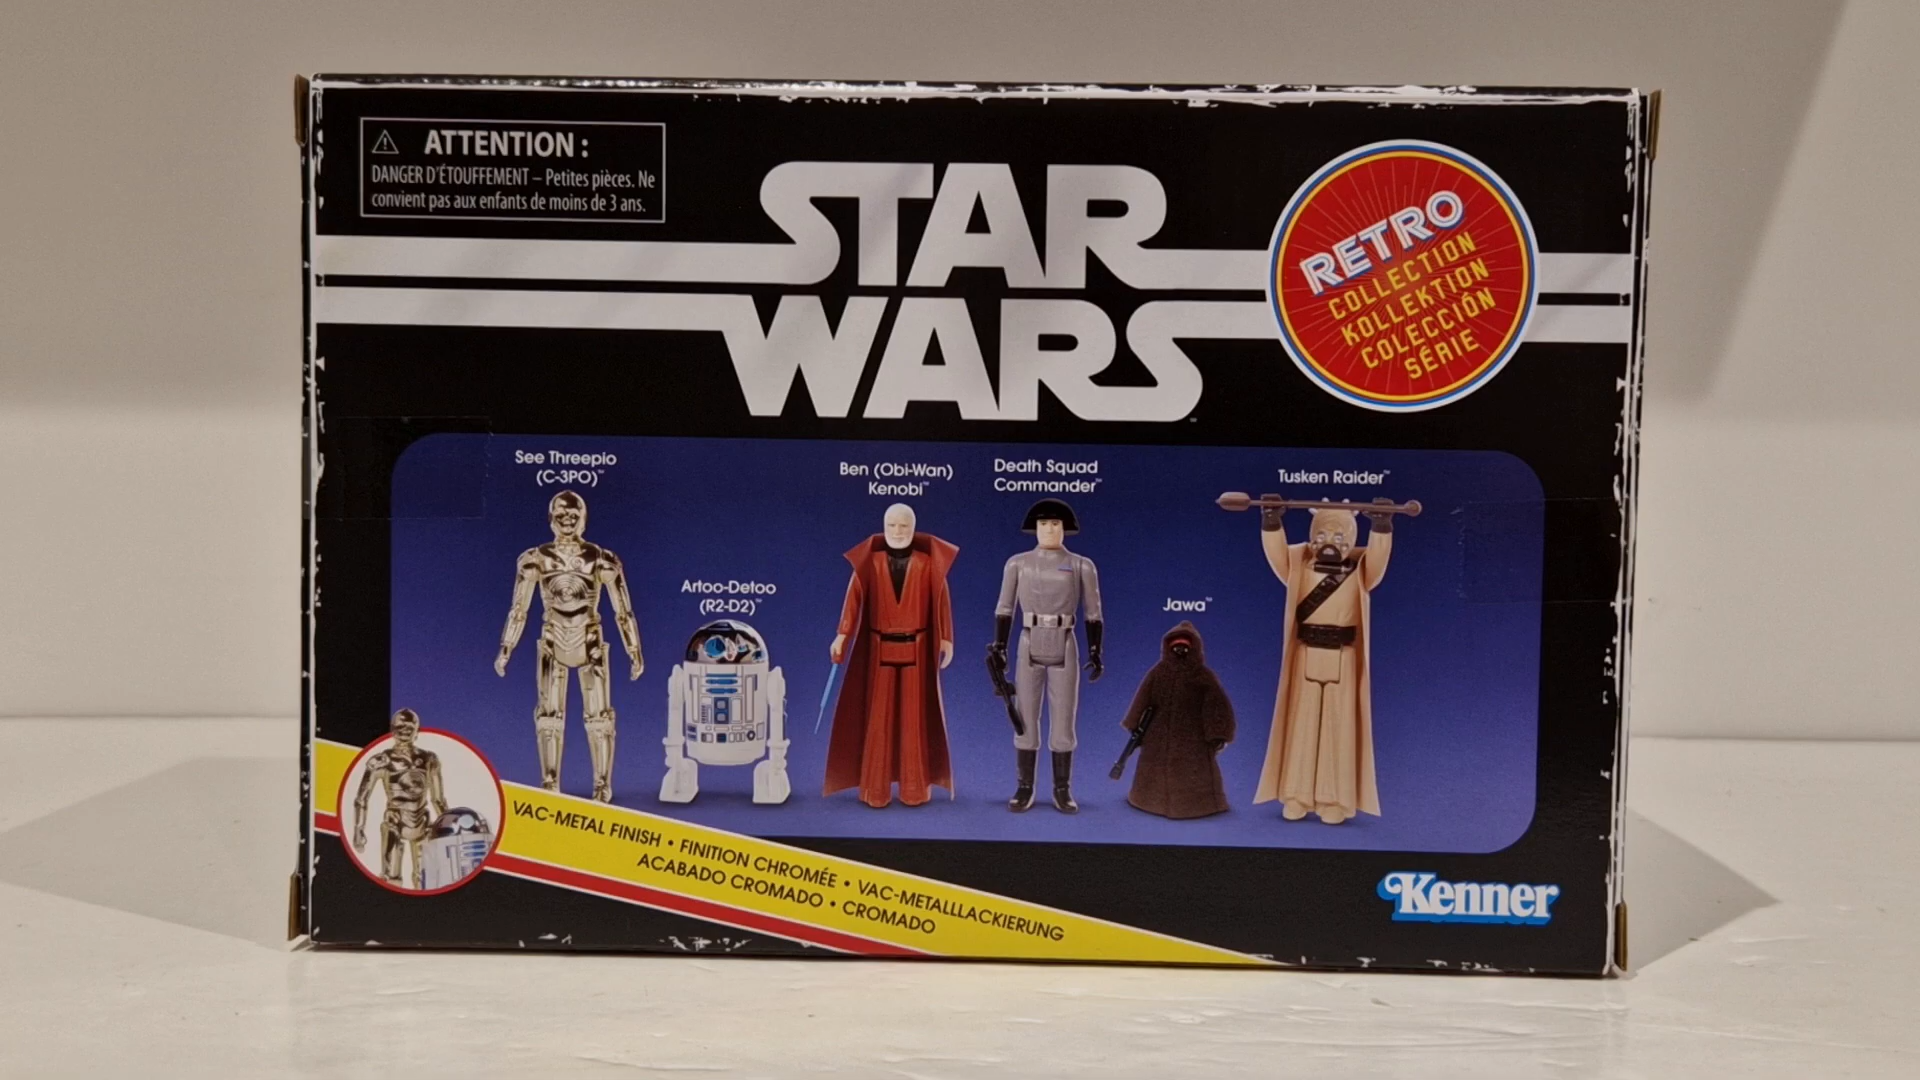 ⚠ ATTENTION :
DANGER D'ÉTOUFFEMENT – Petites pièces. Ne
convient pas aux enfants de moins de 3 ans.
STAR
WARS
RETRO
COLLECTION
KOLLEKTION
COLECCIÓN
SÉRIE
See Threepio
(C-3PO)™
Artoo-Detoo
(R2-D2)™
Ben (Obi-Wan)
Kenobi™
Death Squad
Commander™
Jawa™
Tusken Raider™
VAC-METAL FINISH • FINITION CHROMÉE • VAC-METALLLACKIERUNG
ACABADO CROMADO • CROMADO
Kenner